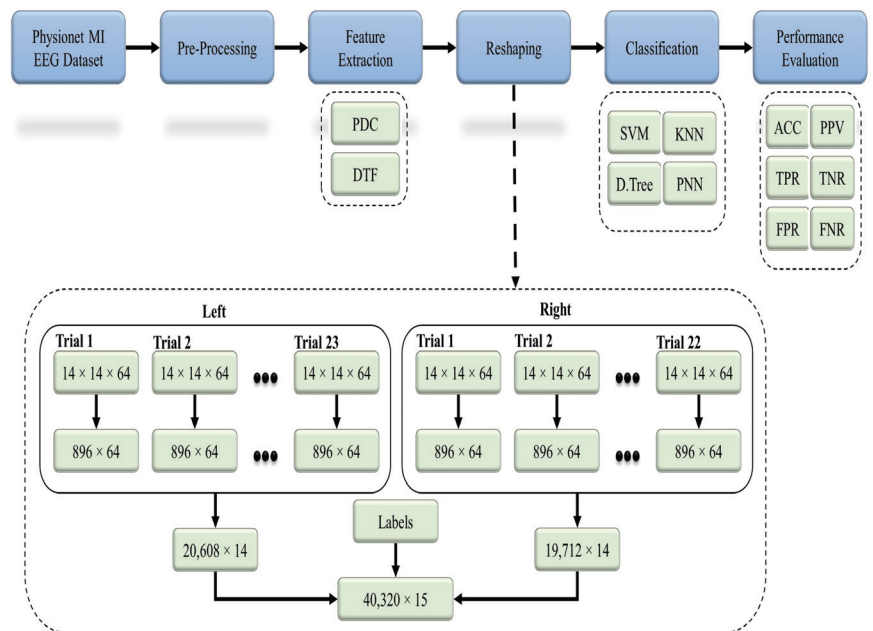 Physionet MI
EEG Dataset
Pre-Processing
Feature
Extraction
Reshaping
Classification
Performance
Evaluation
PDC
DTF
SVM
KNN
D.Tree
PNN
ACC
PPV
TPR
TNR
FPR
FNR
Left
Right
Trial 1
Trial 2
Trial 23
Trial 1
Trial 2
Trial 22
14 × 14 × 64
14 × 14 × 64
14 × 14 × 64
14 × 14 × 64
14 × 14 × 64
14 × 14 × 64
896 × 64
896 × 64
896 × 64
896 × 64
896 × 64
896 × 64
Labels
20,608 × 14
19,712 × 14
40,320 × 15